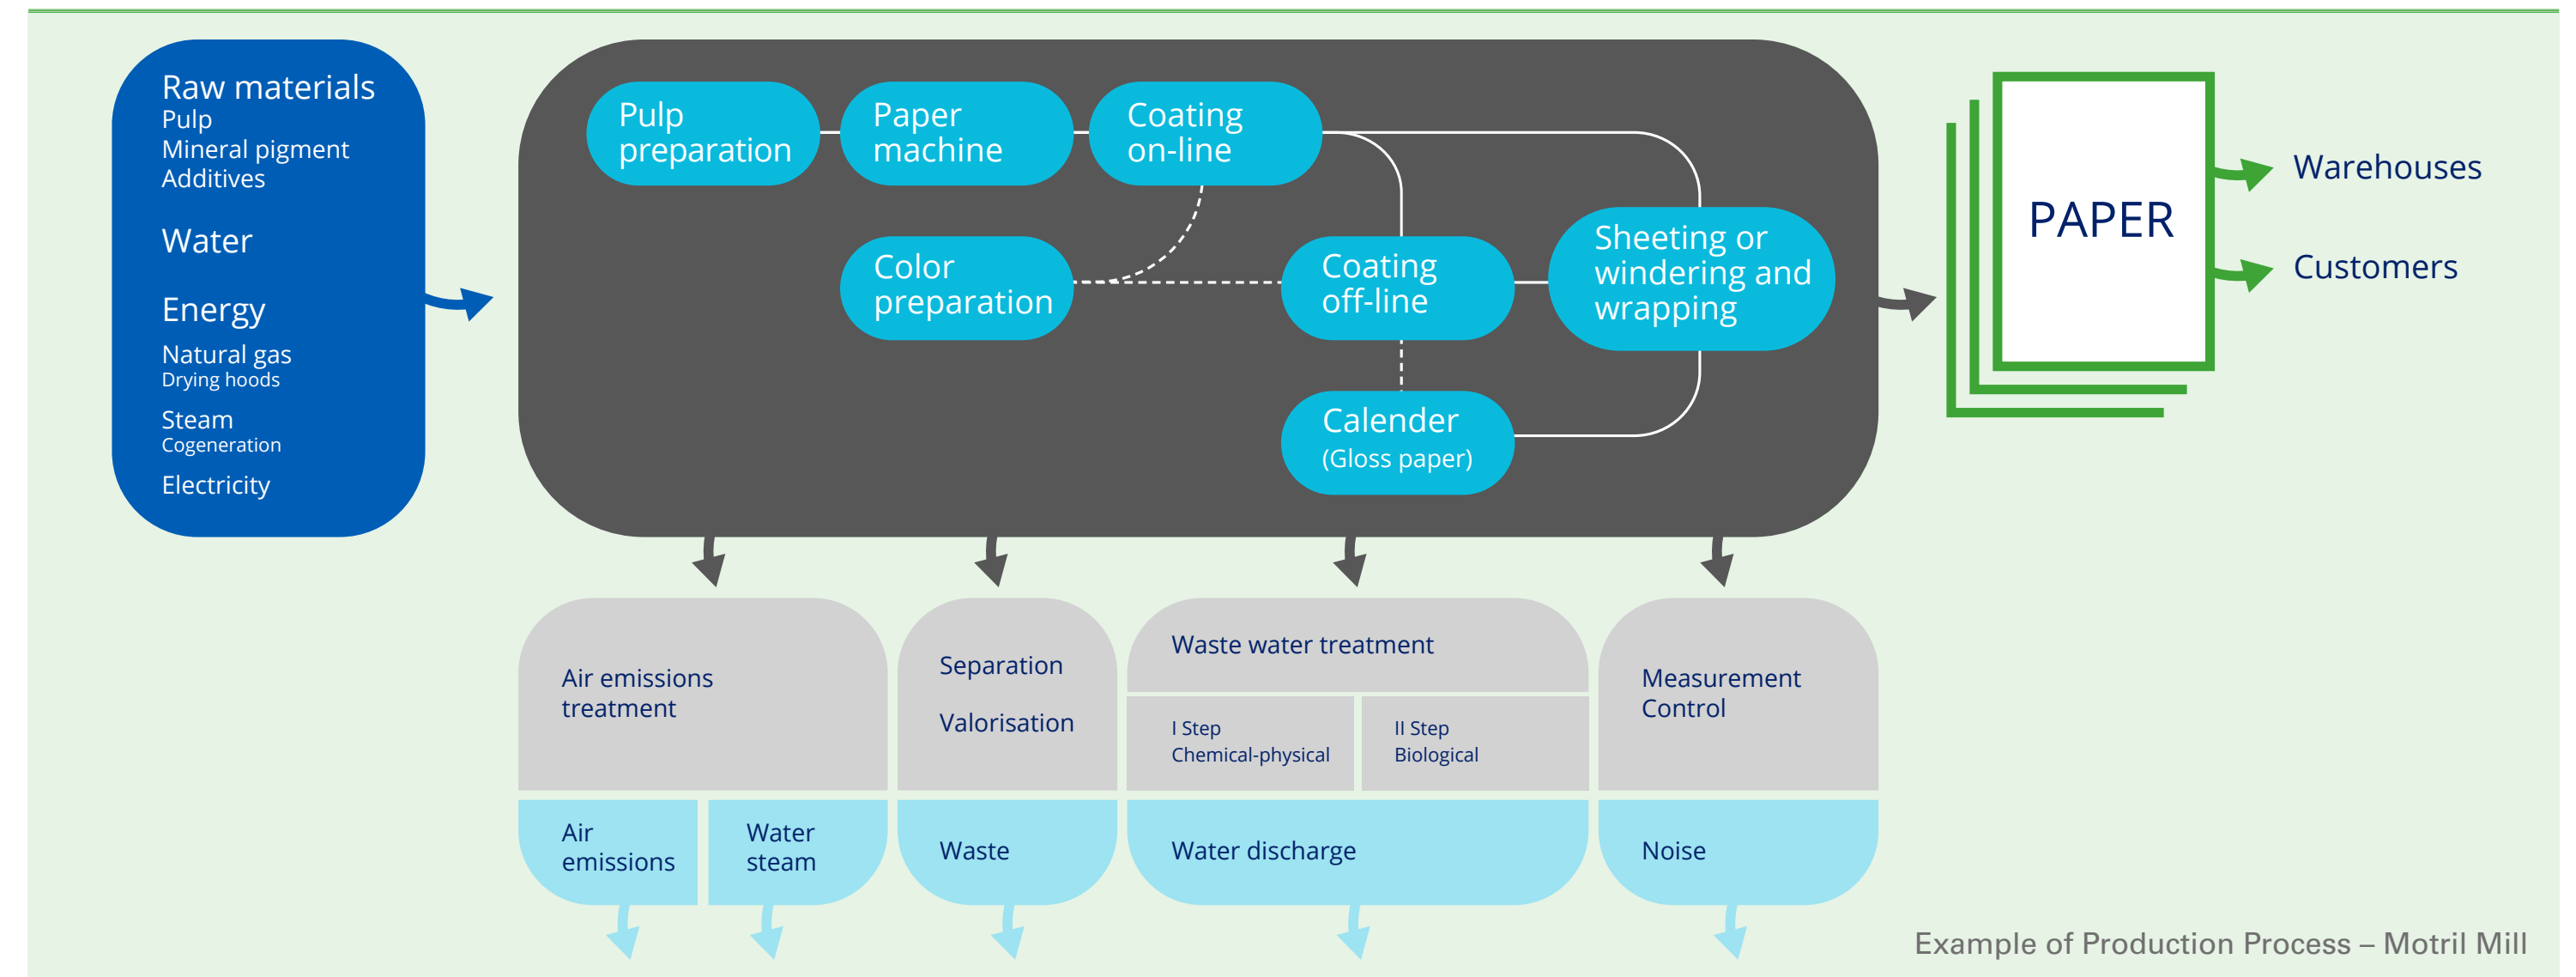 Raw materials
Pulp
Mineral pigment
Additives
Water
Energy
Natural gas
Drying hoods
Steam
Cogeneration
Electricity
Pulp
preparation
Paper
machine
Coating
on-line
Color
preparation
Coating
off-line
Sheeting or
windering and
wrapping
Calender
(Gloss paper)
PAPER
Warehouses
Customers
Air emissions
treatment
Separation
Valorisation
Waste water treatment
I Step
Chemical-physical
II Step
Biological
Measurement
Control
Air
emissions
Water
steam
Waste
Water discharge
Noise
Example of Production Process – Motril Mill